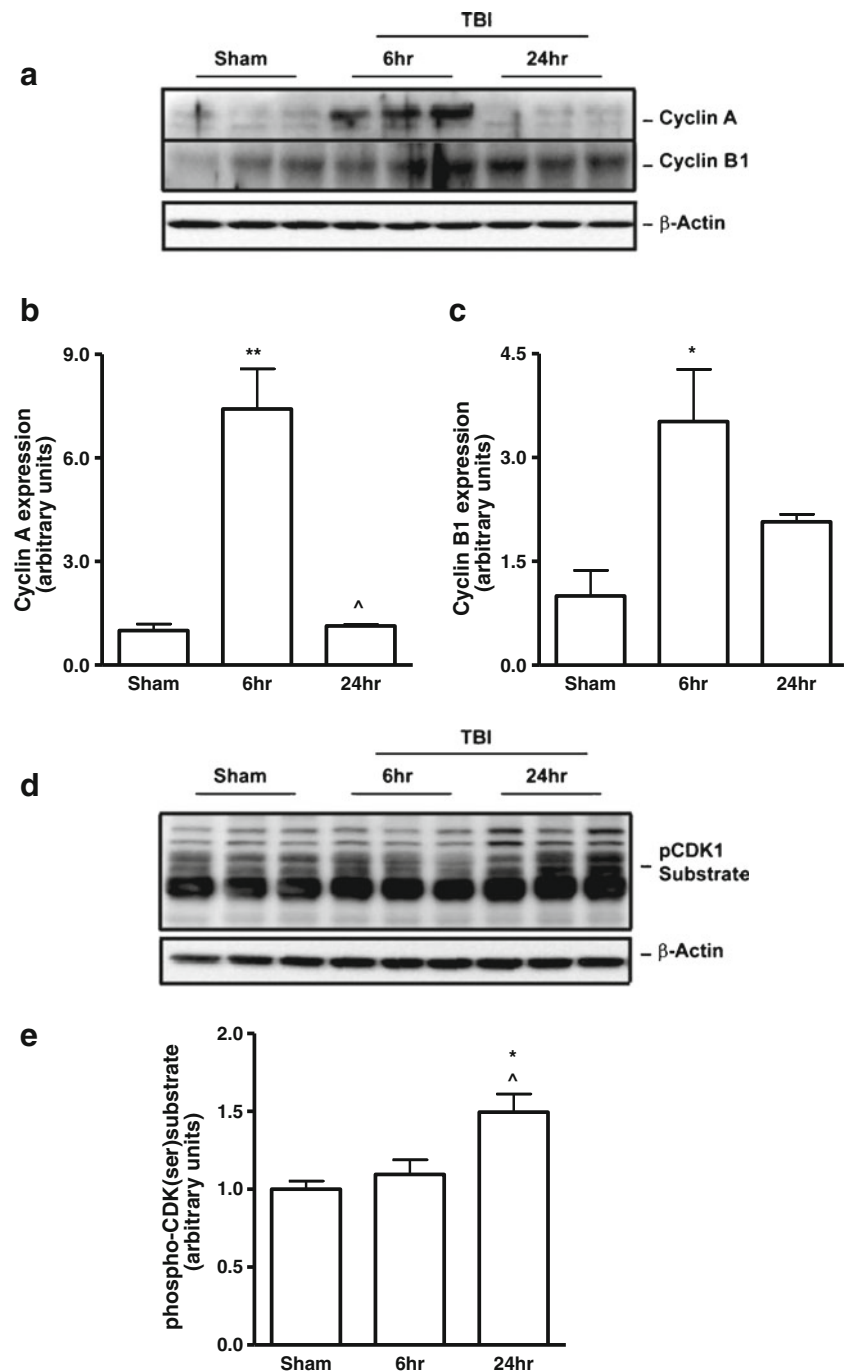 TBI
Sham 6hr 24hr
a
Cyclin A
Cyclin B1
β-Actin
b
Cyclin A expression
(arbitrary units)
9.0
6.0
3.0
0.0
**
^
Sham 6hr 24hr
c
Cyclin B1 expression
(arbitrary units)
4.5
3.0
1.5
0.0
*
Sham 6hr 24hr
TBI
Sham 6hr 24hr
d
pCDK1
Substrate
β-Actin
e
phospho-CDK(ser)substrate
(arbitrary units)
2.0
1.5
1.0
0.5
0.0
*
^
Sham 6hr 24hr